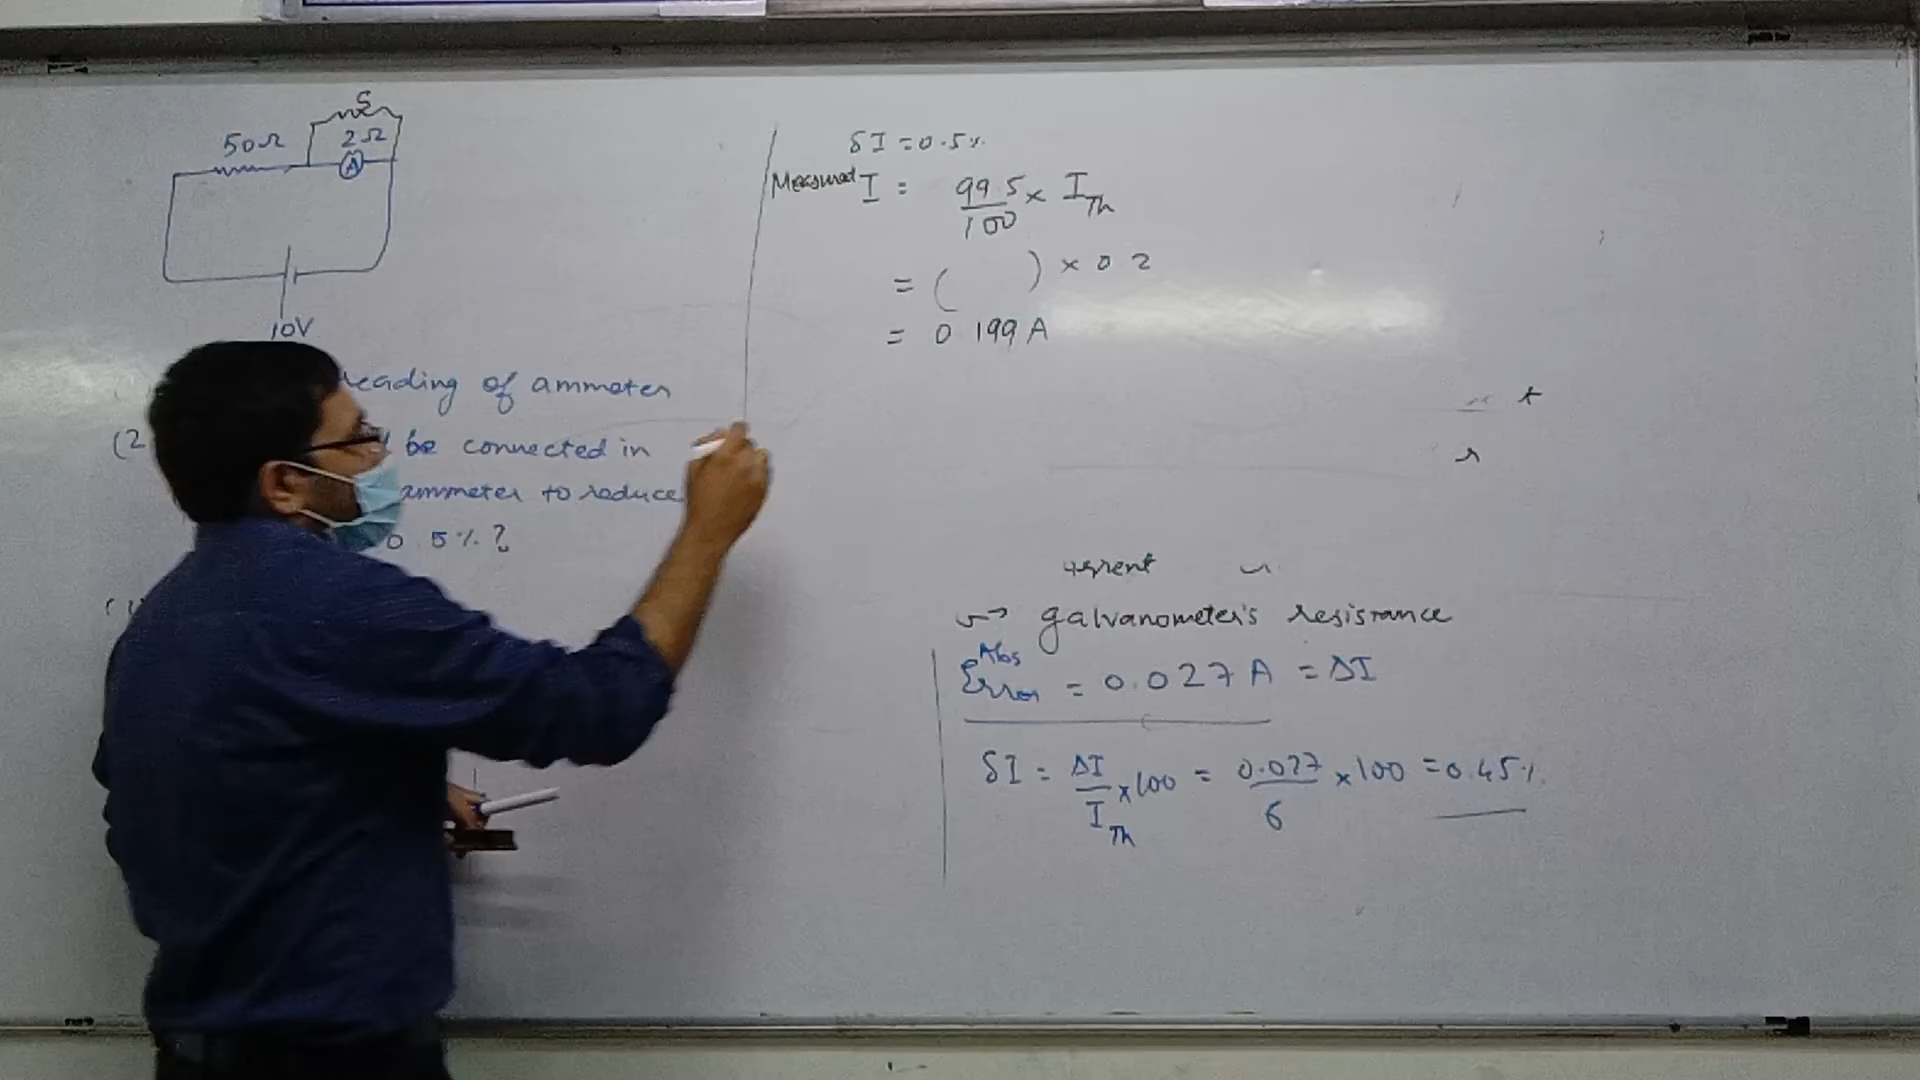 S
50Ω 2Ω
A
10V
reading of ammeter
(2 be connected in
ammeter to reduce
0.5%?
(1)
δI = 0.5%
Measured I = 99.5/100 × I_Th
= ( ) × 0.2
= 0.199 A
galvanometer's resistance
Abs
Error = 0.027 A = ΔI
δI = ΔI/I_Th × 100 = 0.027/6 × 100 = 0.45%